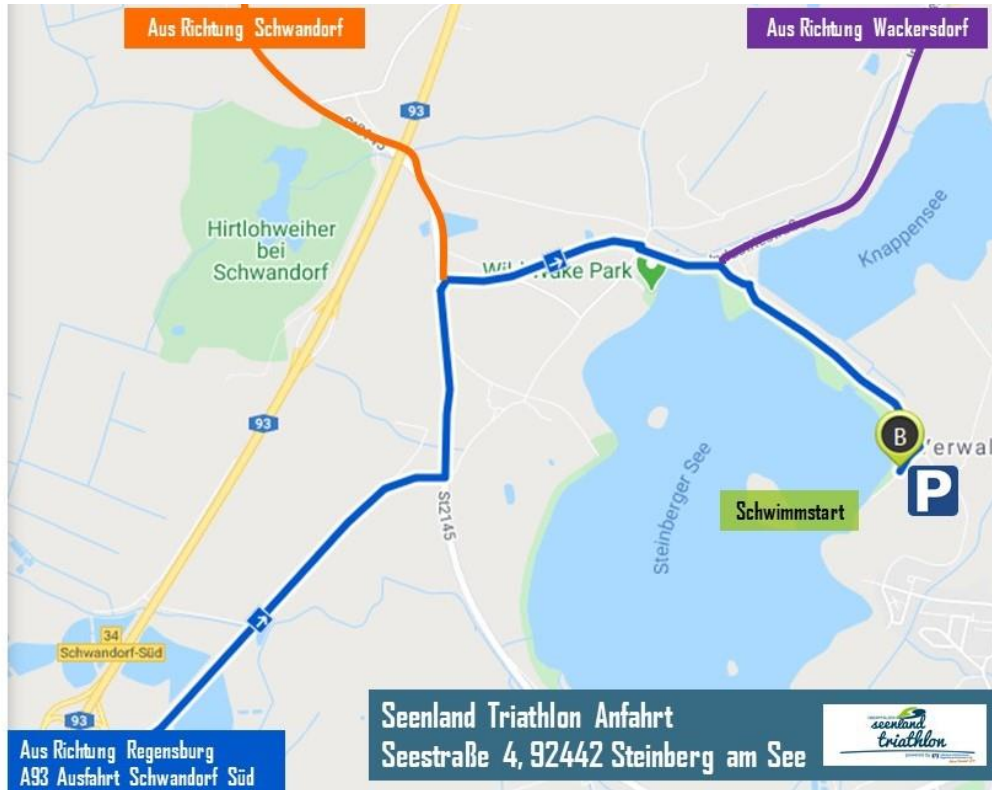 Aus Richtung Schwandorf
Aus Richtung Wackersdorf
93
St2145
Hirtlohweiher
bei
Schwandorf
Knappensee
Park
93
B
P
Steinberger See
Schwimmstart
St2145
34
Schwandorf-Süd
93
Seenland Triathlon Anfahrt
Seestraße 4, 92442 Steinberg am See
seenland
triathlon
Aus Richtung Regensburg
A93 Ausfahrt Schwandorf Süd